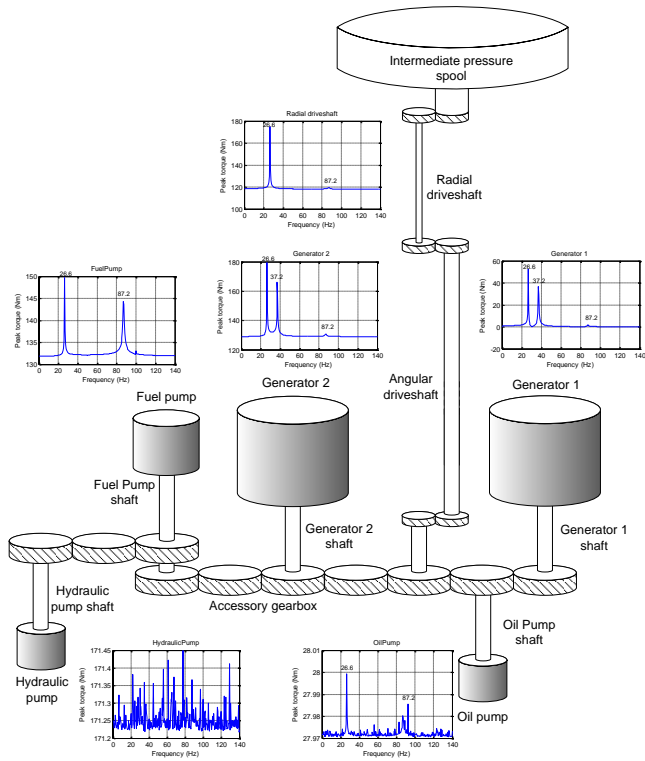 Intermediate pressure
spool
Radial driveshaft
180
160
140
120
100
Peak torque (Nm)
26.6
87.2
0 20 40 60 80 100 120 140
Frequency (Hz)
Radial
driveshaft
FuelPump
150
145
140
135
130
Peak torque (Nm)
26.6
87.2
0 20 40 60 80 100 120 140
Frequency (Hz)
Generator 2
180
160
140
120
Peak torque (Nm)
26.6
37.2
87.2
0 20 40 60 80 100 120 140
Frequency (Hz)
Generator 1
60
40
20
0
-20
Peak torque (Nm)
26.6
37.2
87.2
0 20 40 60 80 100 120 140
Frequency (Hz)
Angular
driveshaft
Fuel pump
Generator 2
Generator 1
Fuel Pump
shaft
Generator 2
shaft
Generator 1
shaft
Hydraulic
pump shaft
Accessory gearbox
Oil Pump
shaft
Hydraulic
pump
Oil pump
HydraulicPump
171.45
171.4
171.35
171.3
171.25
171.2
Peak torque (Nm)
0 20 40 60 80 100 120 140
Frequency (Hz)
OilPump
28.01
28
27.99
27.98
27.97
Peak torque (Nm)
26.6
87.2
0 20 40 60 80 100 120 140
Frequency (Hz)